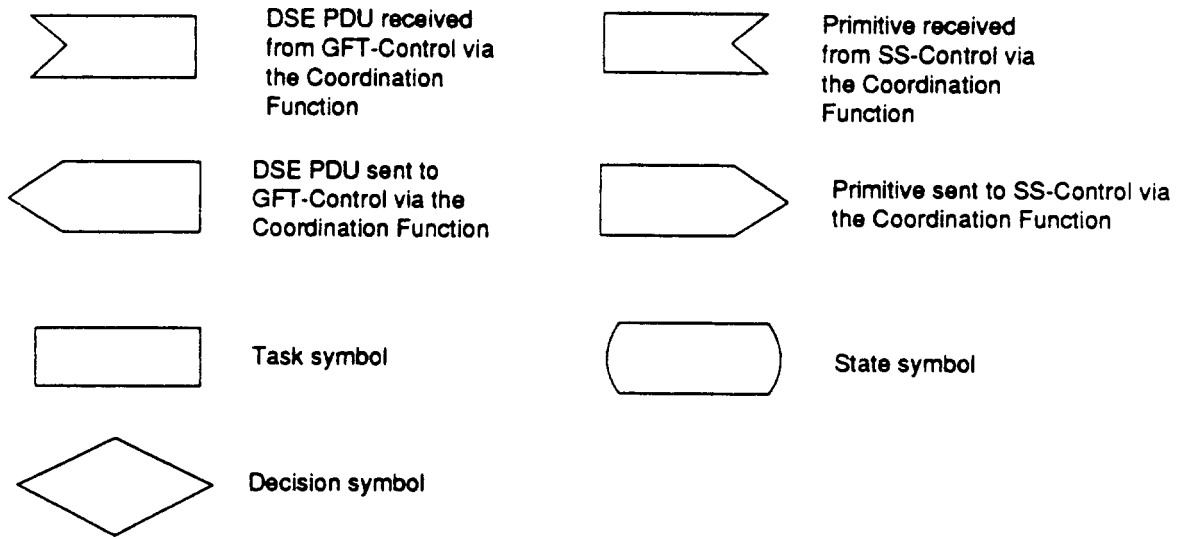 DSE PDU received
from GFT-Control via
the Coordination
Function
Primitive received
from SS-Control via
the Coordination
Function
DSE PDU sent to
GFT-Control via the
Coordination Function
Primitive sent to SS-Control via
the Coordination Function
Task symbol
State symbol
Decision symbol